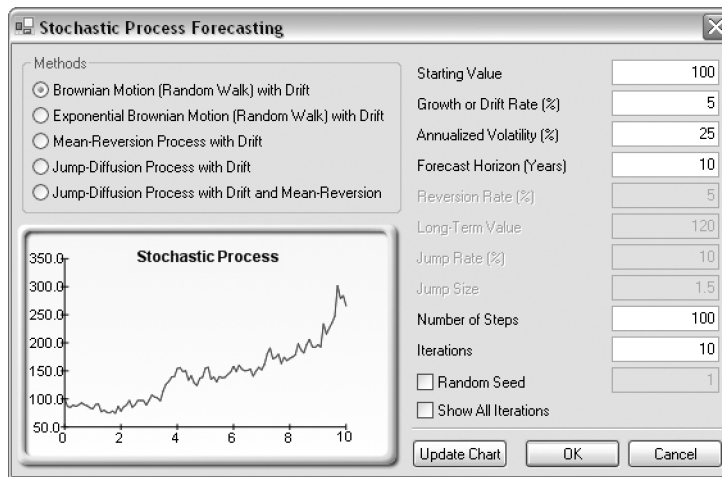 Stochastic Process Forecasting
Methods
Brownian Motion (Random Walk) with Drift
Exponential Brownian Motion (Random Walk) with Drift
Mean-Reversion Process with Drift
Jump-Diffusion Process with Drift
Jump-Diffusion Process with Drift and Mean-Reversion
Stochastic Process
350.0
300.0
250.0
200.0
150.0
100.0
50.0
0 2 4 6 8 10
Starting Value 100
Growth or Drift Rate (%) 5
Annualized Volatility (%) 25
Forecast Horizon (Years) 10
Reversion Rate (%) 5
Long-Term Value 120
Jump Rate (%) 10
Jump Size 1.5
Number of Steps 100
Iterations 10
Random Seed 1
Show All Iterations
Update Chart OK Cancel